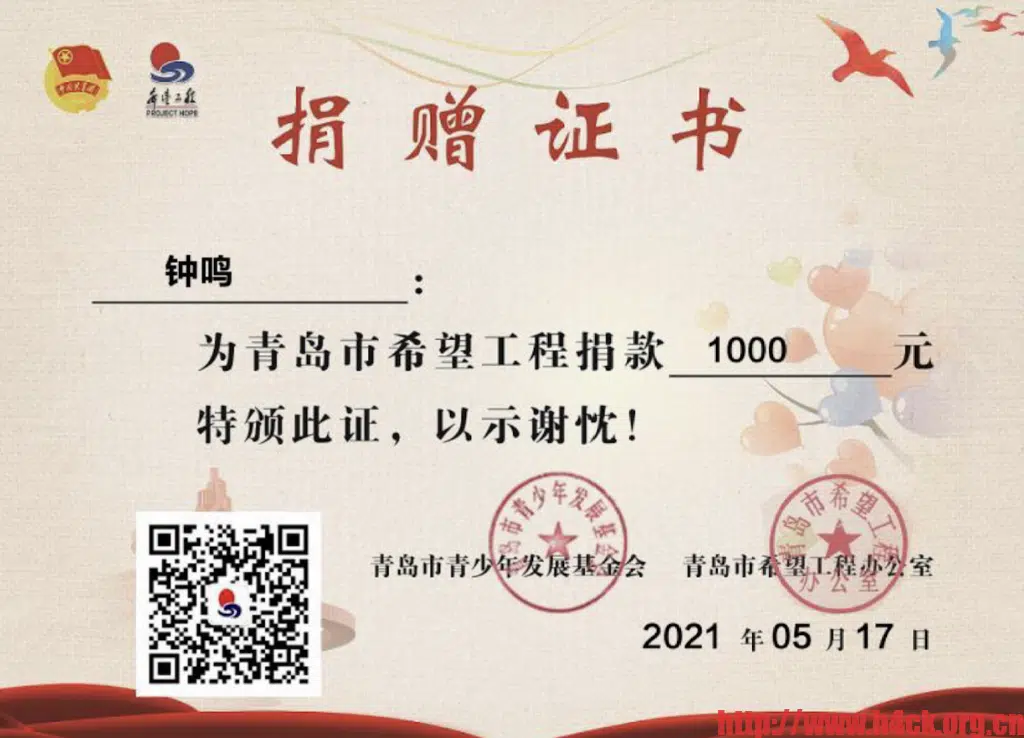 中国共青团
希望工程
PROJECT HOPE
捐赠证书
钟鸣：
为青岛市希望工程捐款 1000 元
特颁此证，以示谢忱！
青岛市青少年发展基金会
青岛市希望工程办公室
青岛市青少年发展基金会 青岛市希望工程办公室
2021 年 05 月 17 日
http://www.h4ck.org.cn